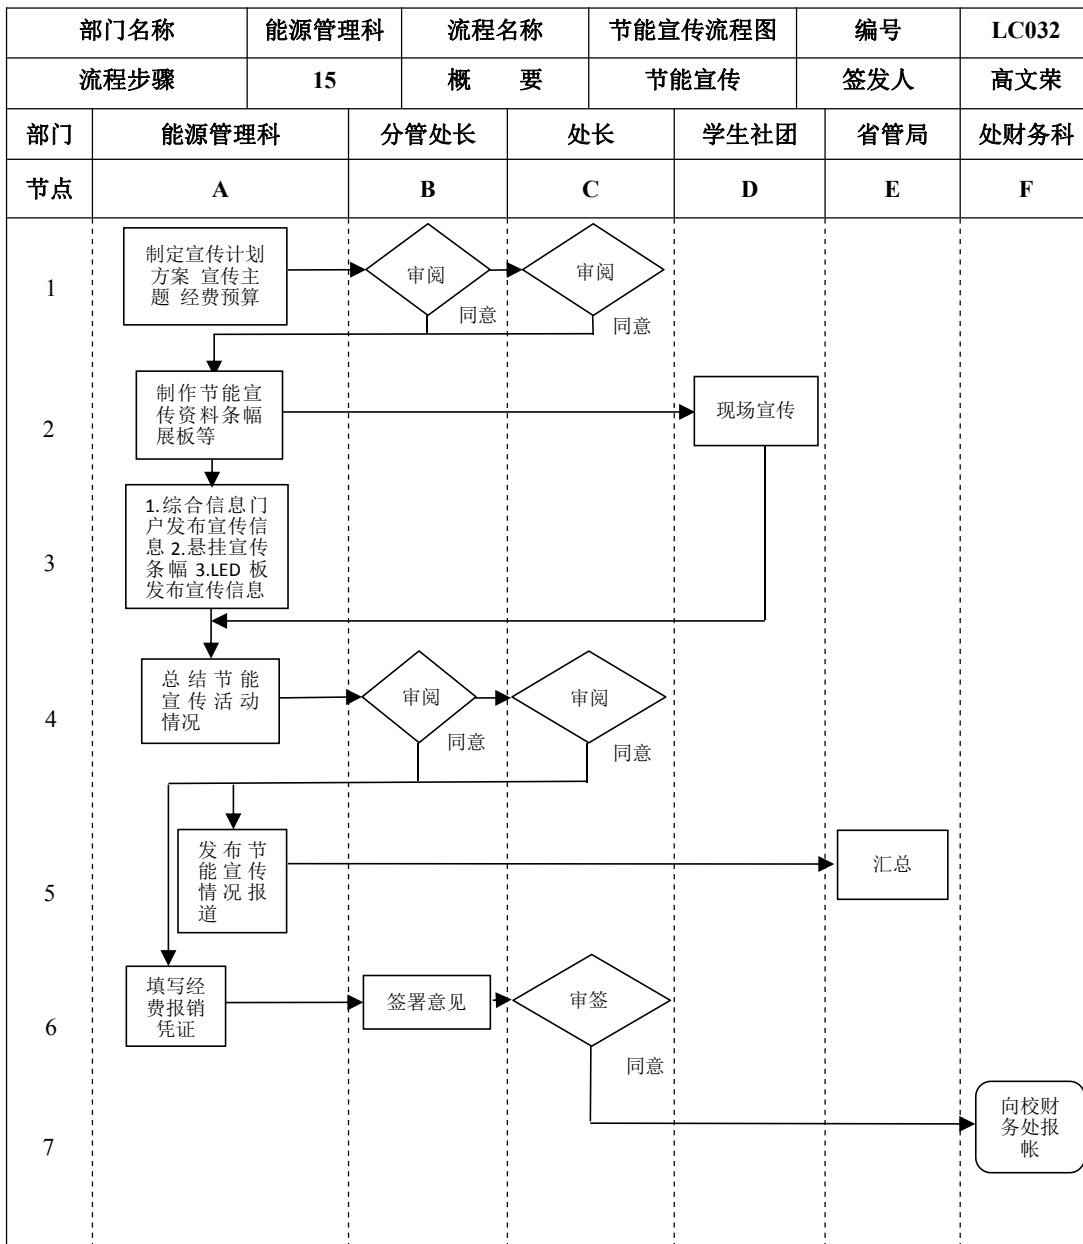 部门名称 能源管理科 流程名称 节能宣传流程图 编号 LC032
流程步骤 15 概 要 节能宣传 签发人 高文荣
部门 能源管理科 分管处长 处长 学生社团 省管局 处财务科
节点 A B C D E F
1
制定宣传计划
方案 宣传主
题 经费预算
审阅
同意
审阅
同意
2
制作节能宣
传资料条幅
展板等
现场宣传
3
1.综合信息门
户发布宣传信
息 2.悬挂宣传
条幅 3.LED 板
发布宣传信息
4
总结节能
宣传活动
情况
审阅
同意
审阅
同意
5
发布节
能宣传
情况报
道
汇总
6
填写经
费报销
凭证
签署意见
审签
同意
7
向校财
务处报
帐